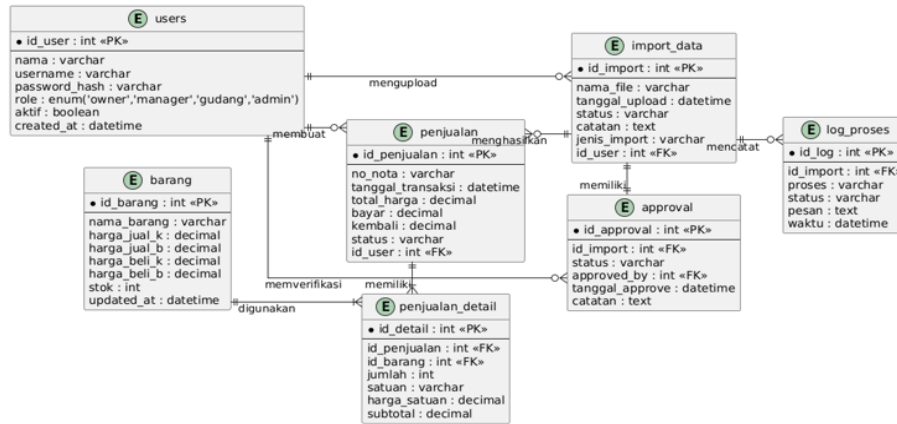 E users
• id_user : int «PK»
nama : varchar
username : varchar
password_hash : varchar
role : enum('owner','manager','gudang','admin')
aktif : boolean
created_at : datetime
mengupload
E import_data
• id_import : int «PK»
nama_file : varchar
tanggal_upload : datetime
status : varchar
catatan : text
jenis_import : varchar
id_user : int «FK»
membuat
E penjualan
• id_penjualan : int «PK»
no_nota : varchar
tanggal_transaksi : datetime
total_harga : decimal
bayar : decimal
kembali : decimal
status : varchar
id_user : int «FK»
menghasilkan
mencatat
E log_proses
• id_log : int «PK»
id_import : int «FK»
proses : varchar
status : varchar
pesan : text
waktu : datetime
E barang
• id_barang : int «PK»
nama_barang : varchar
harga_jual_k : decimal
harga_jual_b : decimal
harga_beli_k : decimal
harga_beli_b : decimal
stok : int
updated_at : datetime
memiliki
E approval
• id_approval : int «PK»
id_import : int «FK»
status : varchar
approved_by : int «FK»
tanggal_approve : datetime
catatan : text
memverifikasi
memiliki
digunakan
E penjualan_detail
• id_detail : int «PK»
id_penjualan : int «FK»
id_barang : int «FK»
jumlah : int
satuan : varchar
harga_satuan : decimal
subtotal : decimal